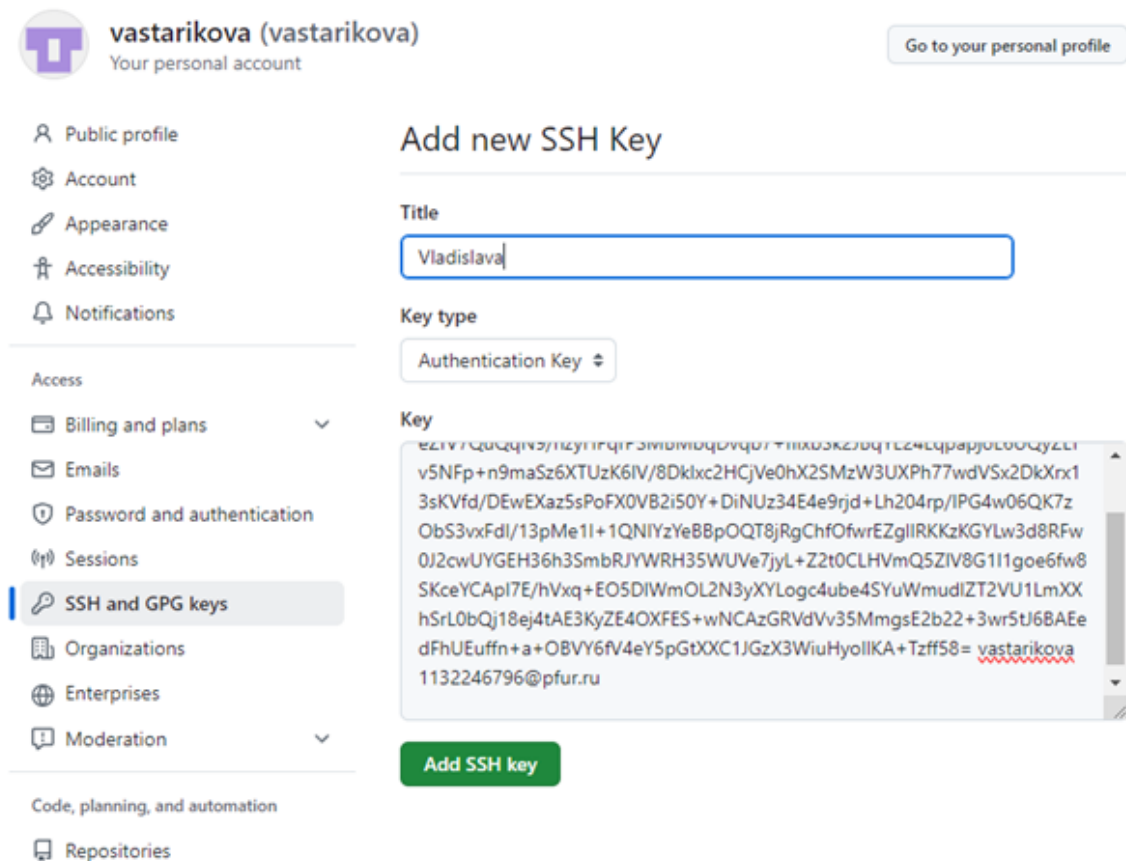 vastarikova (vastarikova)
Your personal account
Go to your personal profile
Public profile
Account
Appearance
Accessibility
Notifications
Access
Billing and plans
Emails
Password and authentication
Sessions
SSH and GPG keys
Organizations
Enterprises
Moderation
Code, planning, and automation
Repositories
Add new SSH Key
Title
Vladislava
Key type
Authentication Key
Key
v5NFp+n9maSz6XTUzK6IV/8DkIxc2HCjVe0hX2SMzW3UXPh77wdVSx2DkXrx1
3sKVfd/DEwEXaz5sPoFX0VB2i50Y+DiNUz34E4e9rjd+Lh204rp/IPG4w06QK7z
ObS3vxFdI/13pMe1I+1QNIYzYeBBpOQT8jRgChfOfwrEZgIIRKKzKGYLw3d8RFw
0J2cwUYGEH36h3SmbRJYWRH35WUVe7jyL+Z2t0CLHVmQ5ZIV8G1I1goe6fw8
SKceYCApI7E/hVxq+EO5DIWmOL2N3yXYLogc4ube4SYuWmudIZT2VU1LmXX
hSrL0bQj18ej4tAE3KyZE4OXFES+wNCAzGRVdVv35MmgsE2b22+3wr5tJ6BAEe
dFhUEuffn+a+OBVY6fV4eY5pGtXXC1JGzX3WiuHyoIIKA+Tzff58= vastarikova
1132246796@pfur.ru
Add SSH key